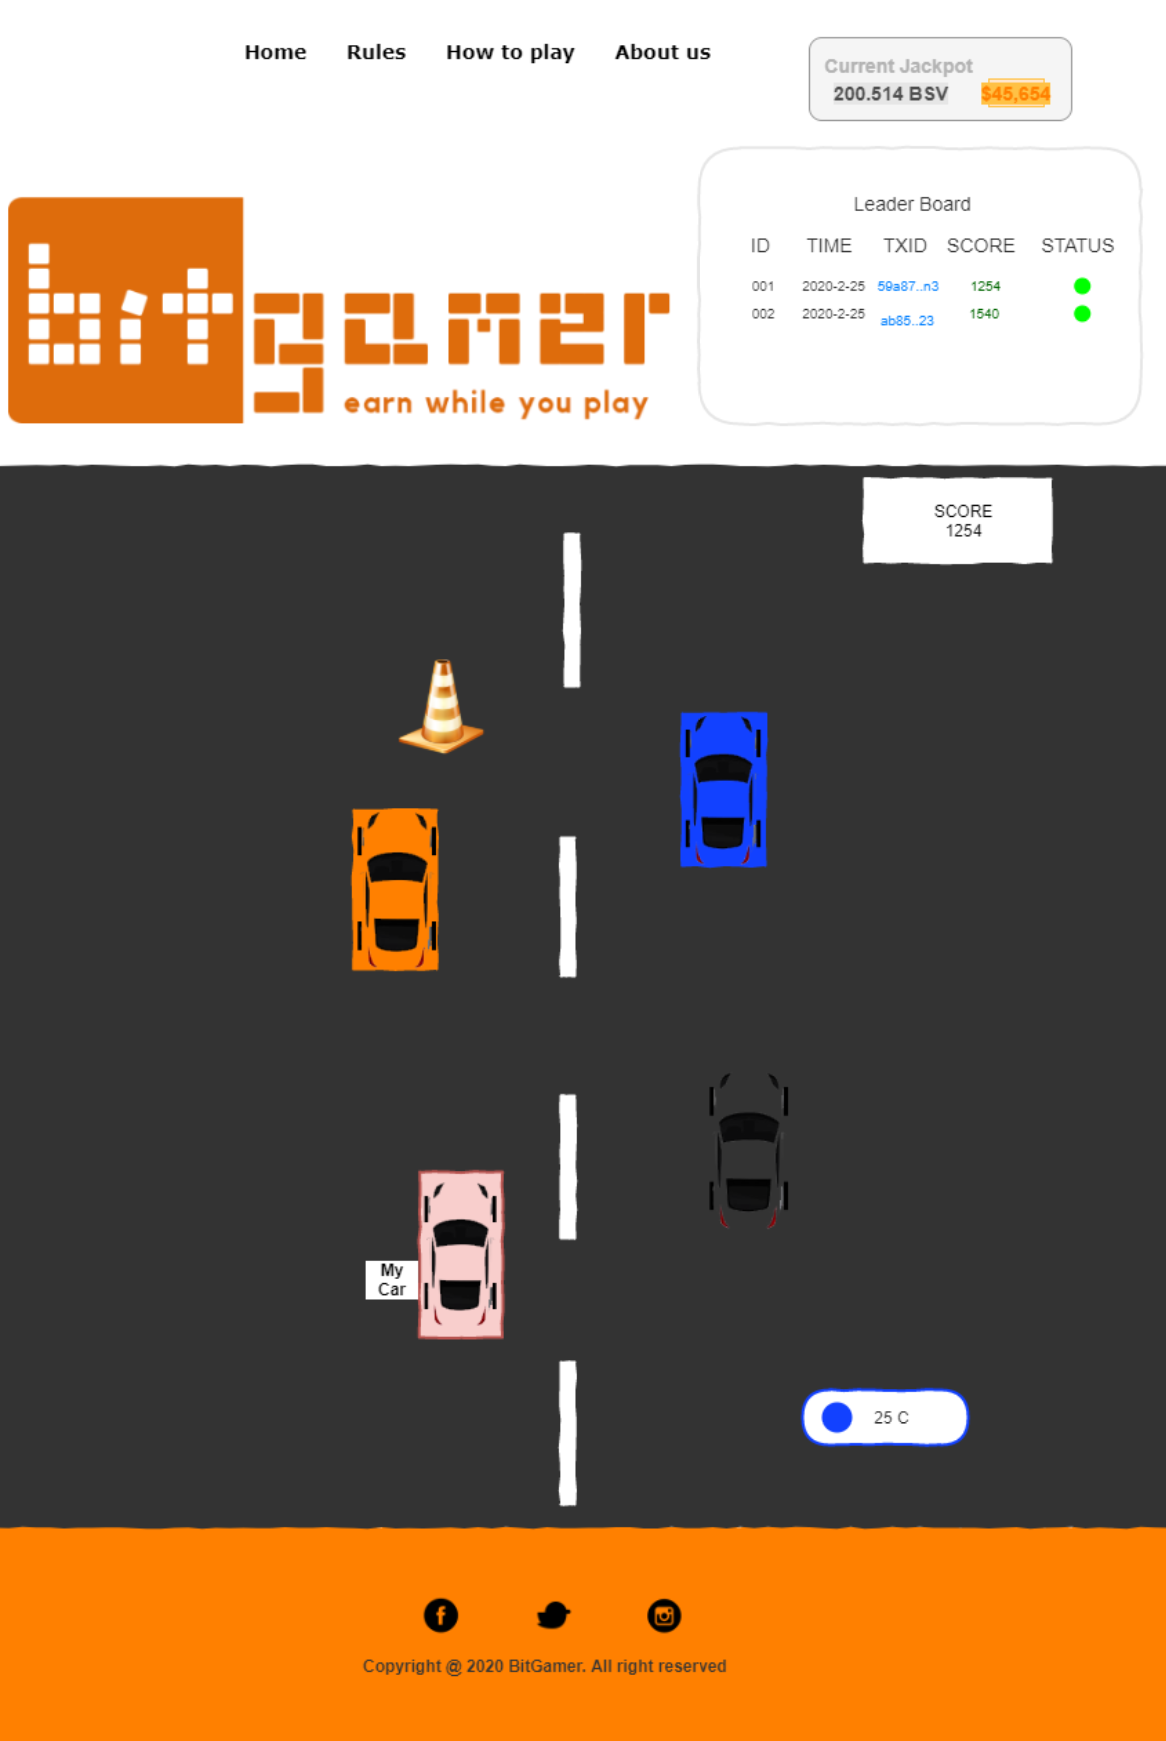 Home Rules How to play About us
Current Jackpot
200.514 BSV $45,654
bitgamer
earn while you play
Leader Board
ID TIME TXID SCORE STATUS
001 2020-2-25 59a87..n3 1254
002 2020-2-25 ab85..23 1540
SCORE
1254
My
Car
25 C
Copyright @ 2020 BitGamer. All right reserved